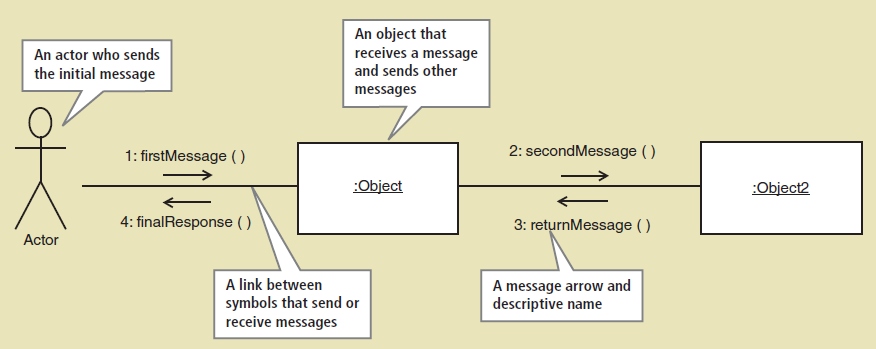 An actor who sends
the initial message
An object that
receives a message
and sends other
messages
1: firstMessage ( )
2: secondMessage ( )
:Object
:Object2
4: finalResponse ( )
3: returnMessage ( )
Actor
A link between
symbols that send or
receive messages
A message arrow and
descriptive name